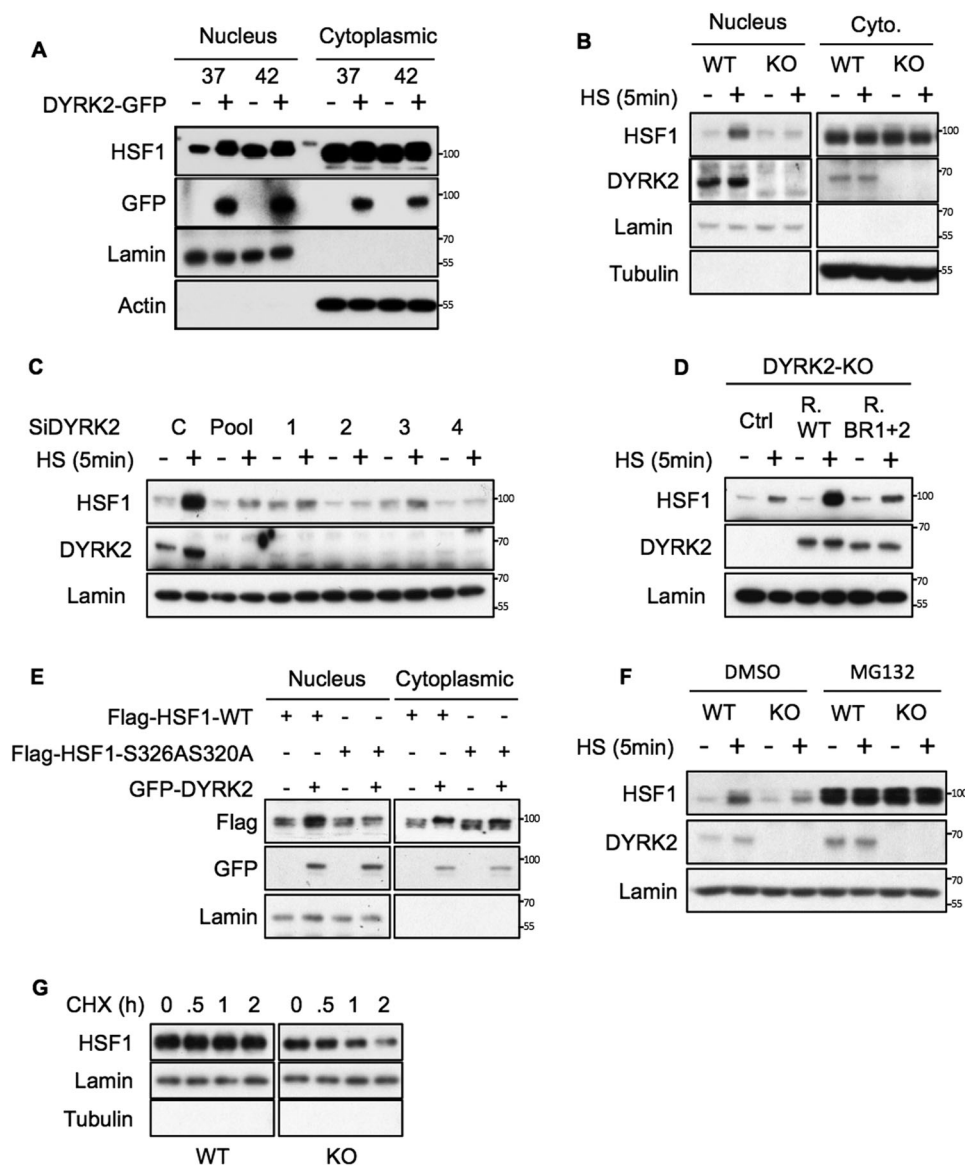 A
Nucleus Cytoplasmic
37 42 37 42
DYRK2-GFP - + - + - + - +
HSF1 100
GFP 100
Lamin 70 55
Actin 55
B
Nucleus Cyto.
WT KO WT KO
HS (5min) - + - + - + - +
HSF1 100
DYRK2 70
Lamin 70 55
Tubulin 55
C
SiDYRK2 C Pool 1 2 3 4
HS (5min) - + - + - + - + - + - +
HSF1 100
DYRK2 70
Lamin 70 55
D
DYRK2-KO
Ctrl R. WT R. BR1+2
HS (5min) - + - + - +
HSF1 100
DYRK2 70
Lamin 70 55
E
Nucleus Cytoplasmic
Flag-HSF1-WT + + - - + + - -
Flag-HSF1-S326AS320A - - + + - - + +
GFP-DYRK2 - + - + - + - +
Flag 100
GFP 100
Lamin 70 55
F
DMSO MG132
WT KO WT KO
HS (5min) - + - + - + - +
HSF1 100
DYRK2 70
Lamin 70 55
G
CHX (h) 0 .5 1 2 0 .5 1 2
HSF1
Lamin
Tubulin
WT KO